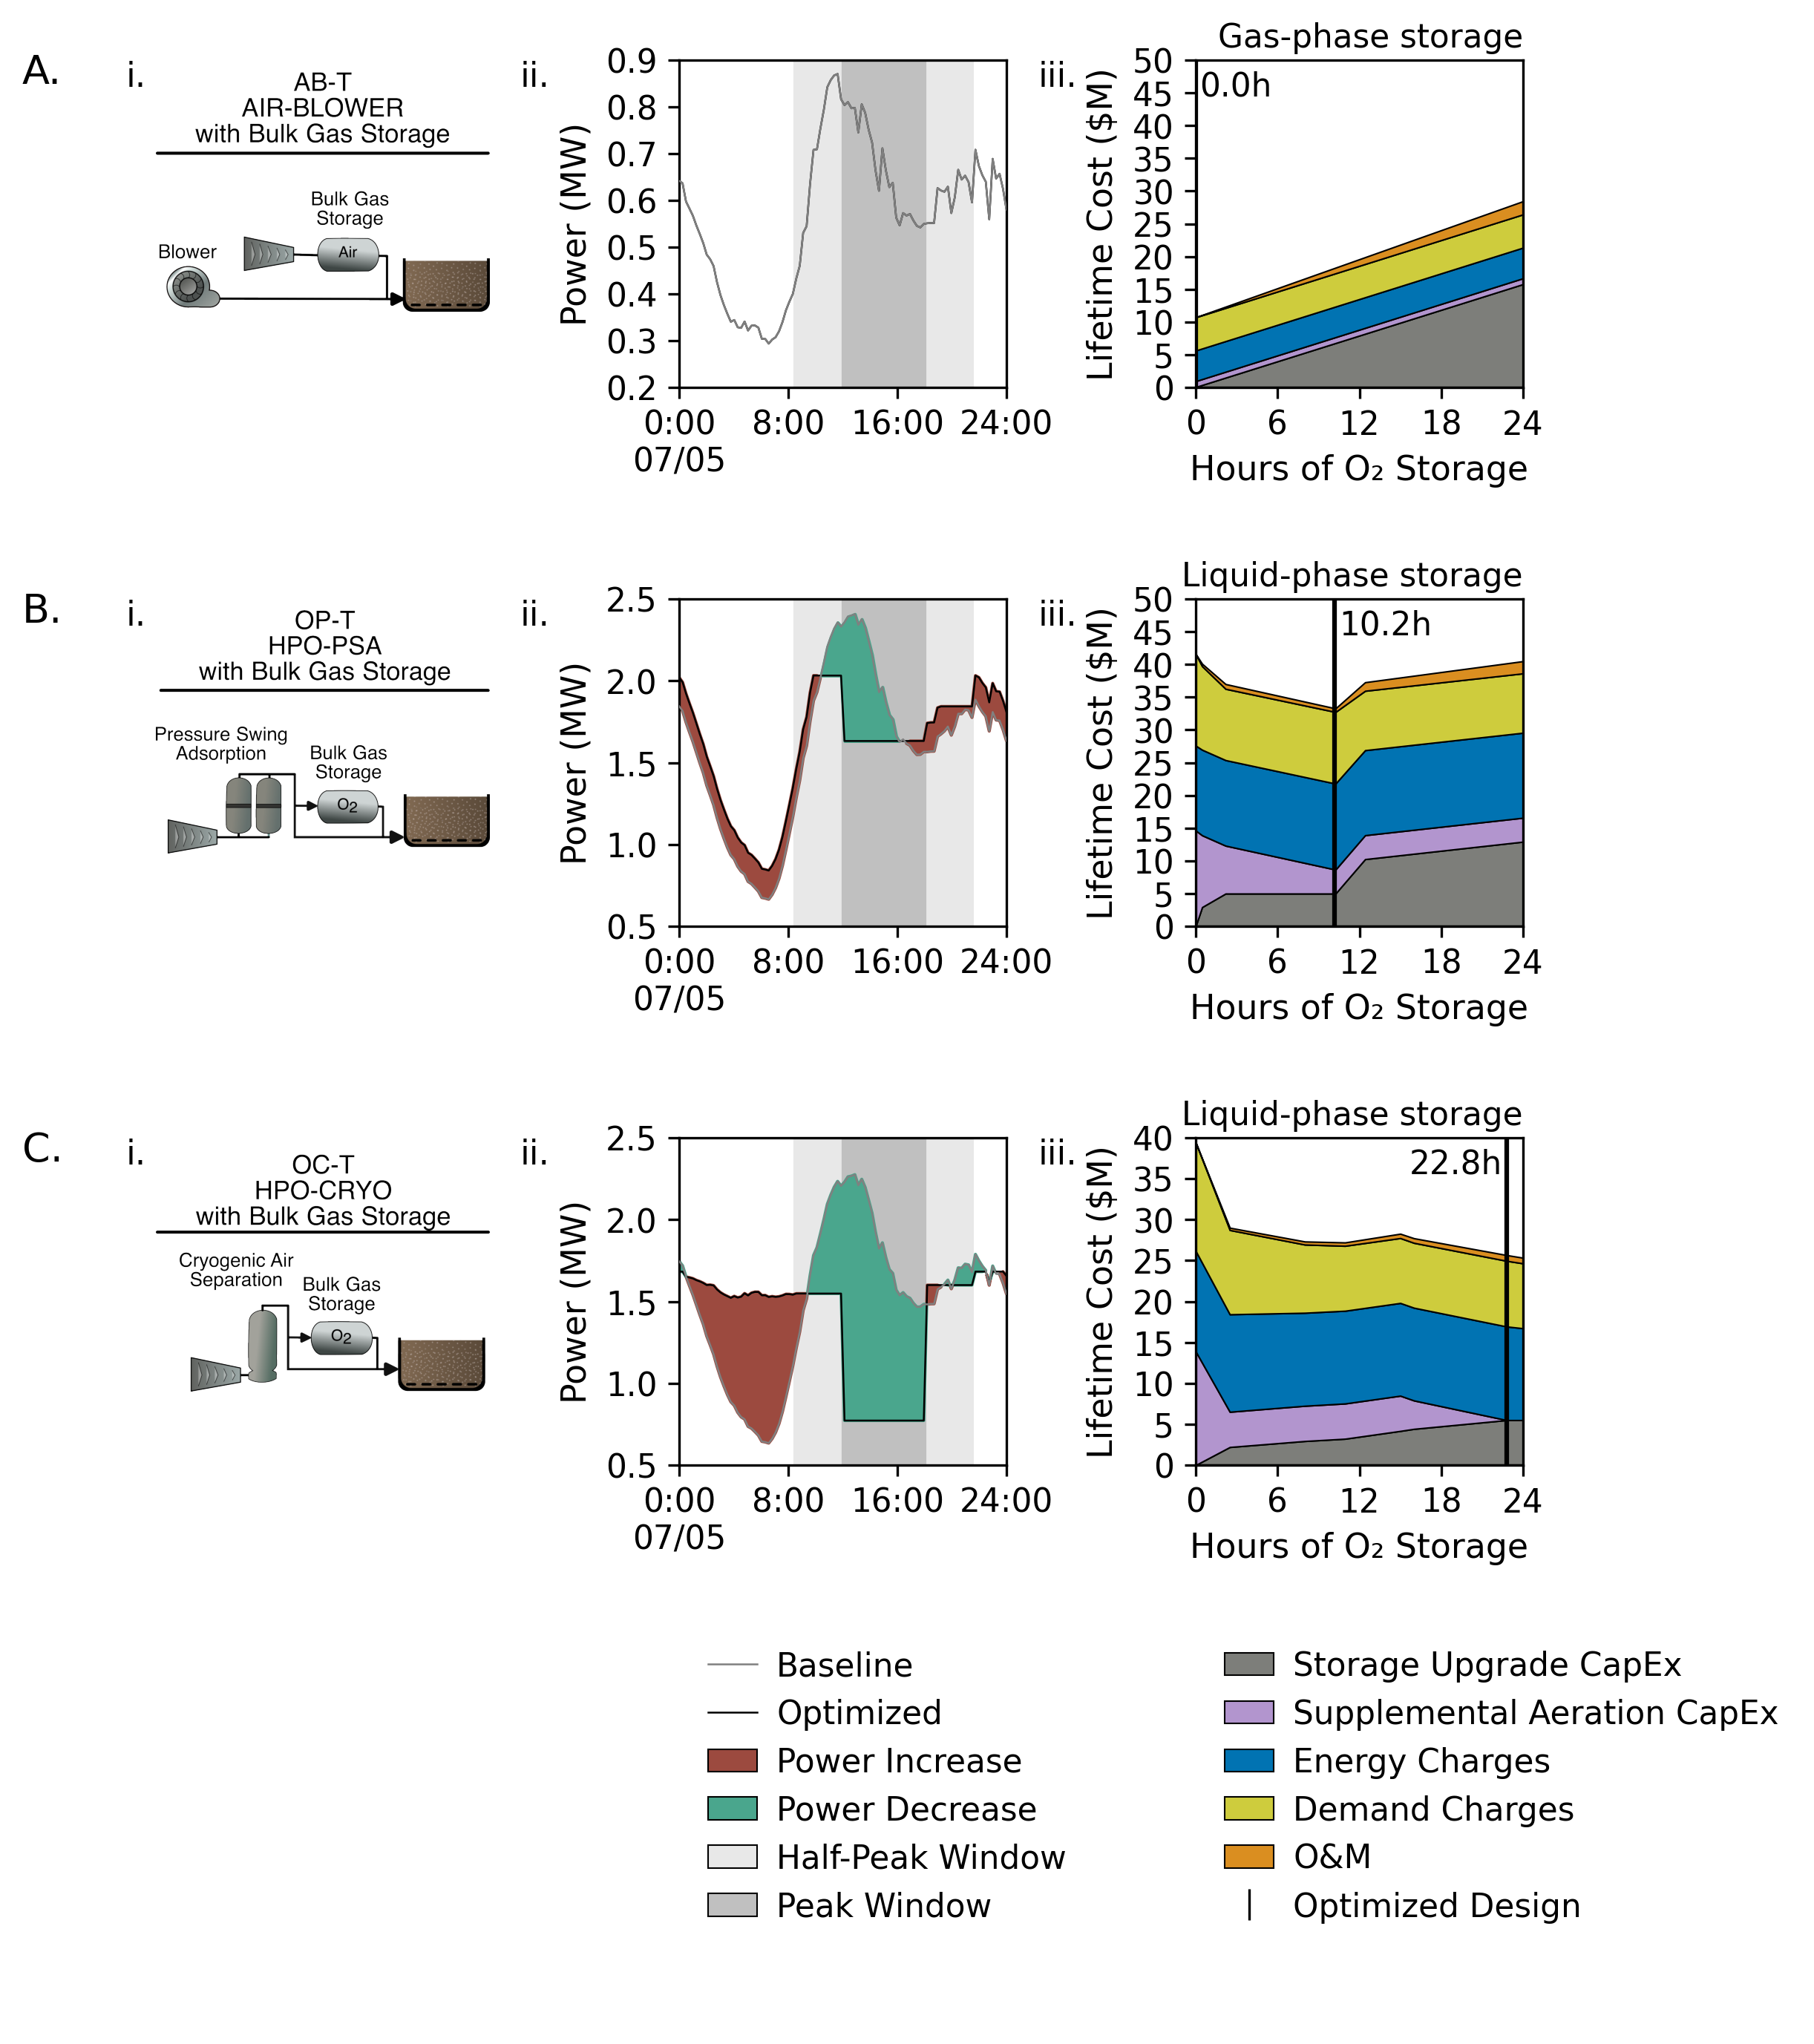 A.
i.
AB-T
AIR-BLOWER
with Bulk Gas Storage
Bulk Gas
Storage
Blower
Air
ii.
Power (MW)
0.9
0.8
0.7
0.6
0.5
0.4
0.3
0.2
0:00 8:00 16:00 24:00
07/05
iii.
Gas-phase storage
Lifetime Cost ($M)
50
45
40
35
30
25
20
15
10
5
0
0.0h
0 6 12 18 24
Hours of O₂ Storage
B.
i.
OP-T
HPO-PSA
with Bulk Gas Storage
Pressure Swing
Adsorption
Bulk Gas
Storage
O2
ii.
Power (MW)
2.5
2.0
1.5
1.0
0.5
0:00 8:00 16:00 24:00
07/05
iii.
Liquid-phase storage
Lifetime Cost ($M)
50
45
40
35
30
25
20
15
10
5
0
10.2h
0 6 12 18 24
Hours of O₂ Storage
C.
i.
OC-T
HPO-CRYO
with Bulk Gas Storage
Cryogenic Air
Separation
Bulk Gas
Storage
O2
ii.
Power (MW)
2.5
2.0
1.5
1.0
0.5
0:00 8:00 16:00 24:00
07/05
iii.
Liquid-phase storage
Lifetime Cost ($M)
40
35
30
25
20
15
10
5
0
22.8h
0 6 12 18 24
Hours of O₂ Storage
Baseline
Optimized
Power Increase
Power Decrease
Half-Peak Window
Peak Window
Storage Upgrade CapEx
Supplemental Aeration CapEx
Energy Charges
Demand Charges
O&M
Optimized Design